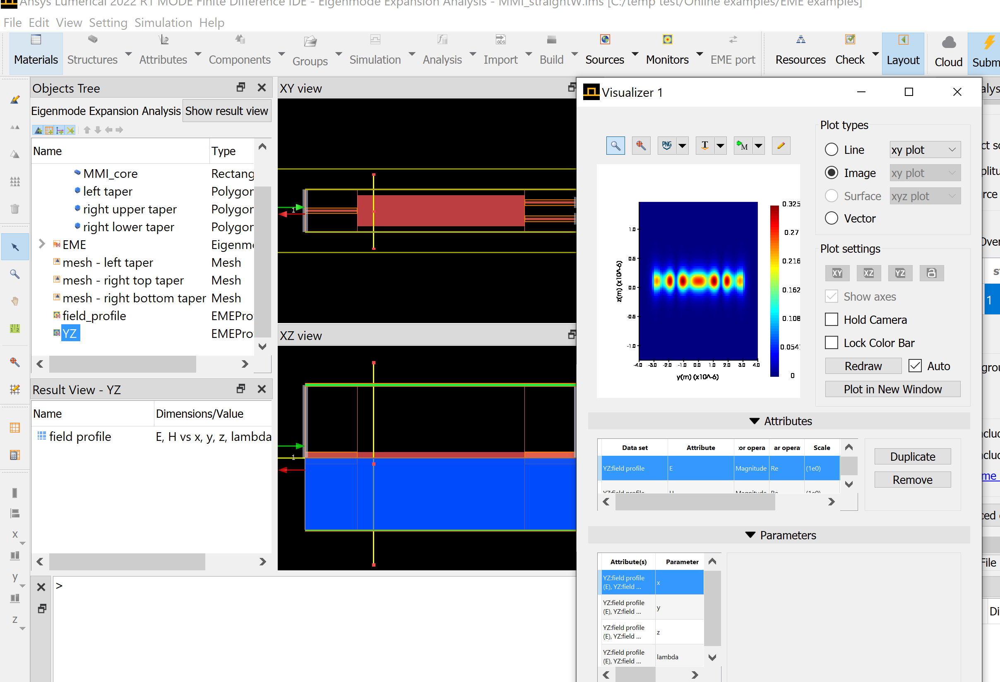 Ansys Lumerical 2022 R1 MODE Finite Difference IDE - Eigenmode Expansion Analysis - MMI_straightW.lms [C:/temp test/Online examples/EME examples]
File Edit View Setting Simulation Help
Materials Structures Attributes Components Groups Simulation Analysis Import Build Sources Monitors EME port Resources Check Layout Cloud Subm
GDS
Objects Tree
Eigenmode Expansion Analysis Show result view
Name Type
MMI_core Rectang
left taper Polygor
right upper taper Polygor
right lower taper Polygor
EME Eigenm
mesh - left taper Mesh
mesh - right top taper Mesh
mesh - right bottom taper Mesh
field_profile EMEPro
YZ EMEPro
Result View - YZ
Name Dimensions/Value
field profile E, H vs x, y, z, lambda
x
y
z
>
XY view
1
XZ view
1
Visualizer 1
PNG T M
Plot types
Line xy plot
Image xy plot
Surface xyz plot
Vector
Plot settings
XY XZ YZ a
Show axes
Hold Camera
Lock Color Bar
Redraw Auto
Plot in New Window
1.0
0.5
0.0
-0.5
-1.0
z(m) (x10^-6)
-4.0 -3.0 -2.0 -1.0 0.0 1.0 2.0 3.0 4.0
y(m) (x10^-6)
0.325
0.27
0.216
0.162
0.108
0.054
0
Attributes
Data set Attribute tor opera ar opera Scale
YZ:field profile E Magnitude Re (1e0)
YZ:field profile H Magnitude Re (1e0)
Duplicate
Remove
Parameters
Attribute(s) Parameter
YZ:field profile
(E), YZ:field ... x
YZ:field profile
(E), YZ:field ... y
YZ:field profile
(E), YZ:field ... z
YZ:field profile
(E), YZ:field ... lambda
alys
ct so
plitu
rce
Over
st
1
grou
nclud
nclud
me
ced
File
Di